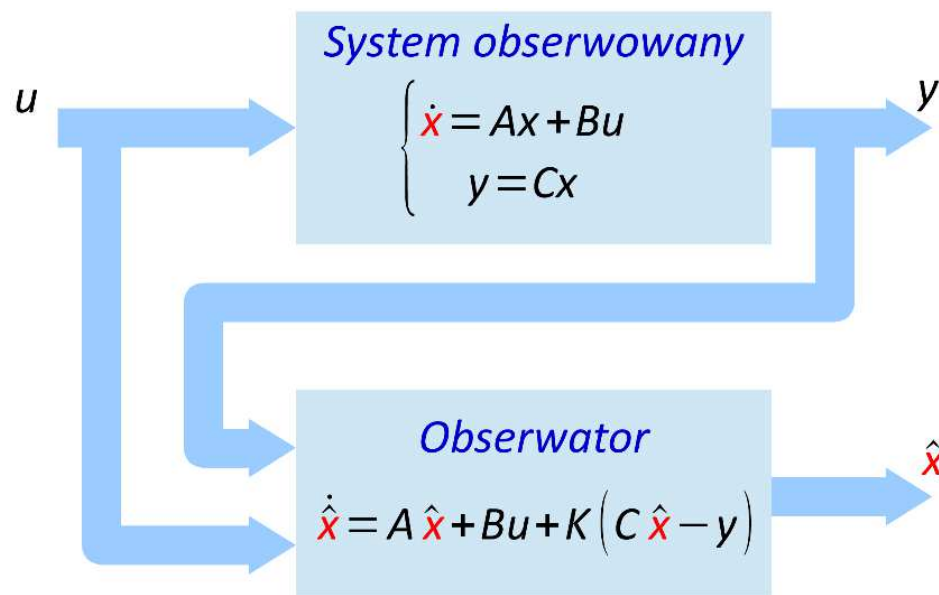 System obserwowany
u
ẋ = Ax + Bu
y = Cx
y
Obserwator
x̂̇ = A x̂ + Bu + K(C x̂ − y)
x̂